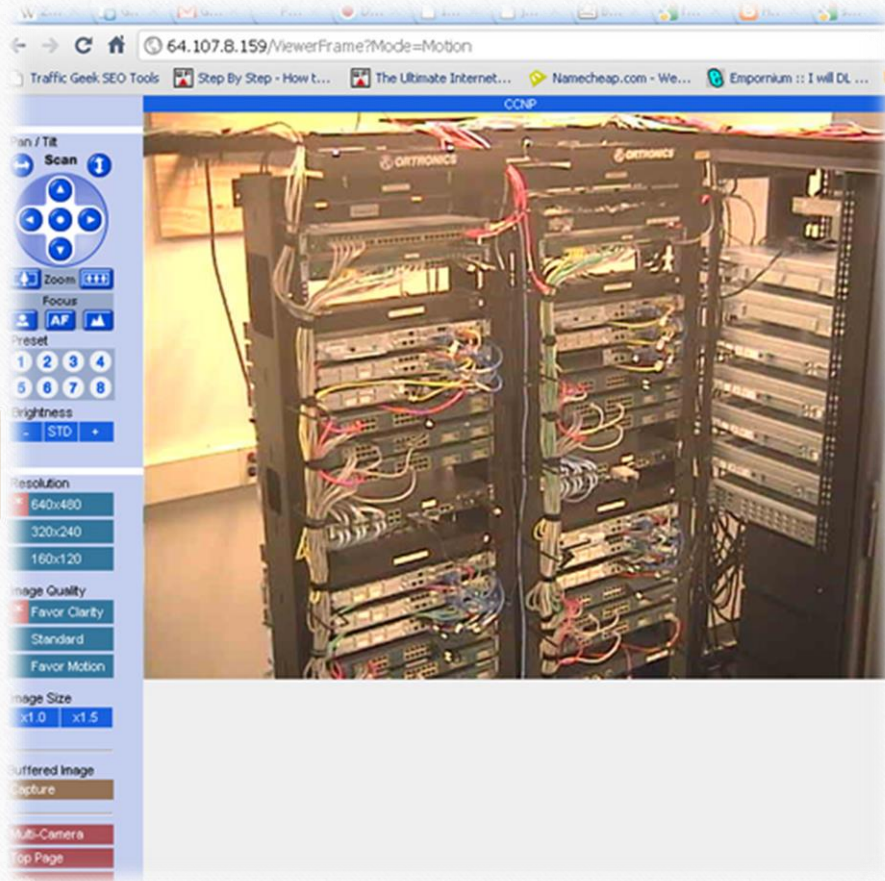 64.107.8.159/ViewerFrame?Mode=Motion
Traffic Geek SEO Tools Step By Step - How t... The Ultimate Internet... Namecheap.com - We... Empornium :: I will DL ...
CCNP
Pan / Tilt
Scan
ORTRONICS ORTRONICS
Zoom
Focus
AF
Preset
1 2 3 4
5 6 7 8
Brightness
- STD +
Resolution
640x480
320x240
160x120
Image Quality
Favor Clarity
Standard
Favor Motion
Image Size
x1.0 x1.5
Buffered Image
Capture
Multi-Camera
Top Page